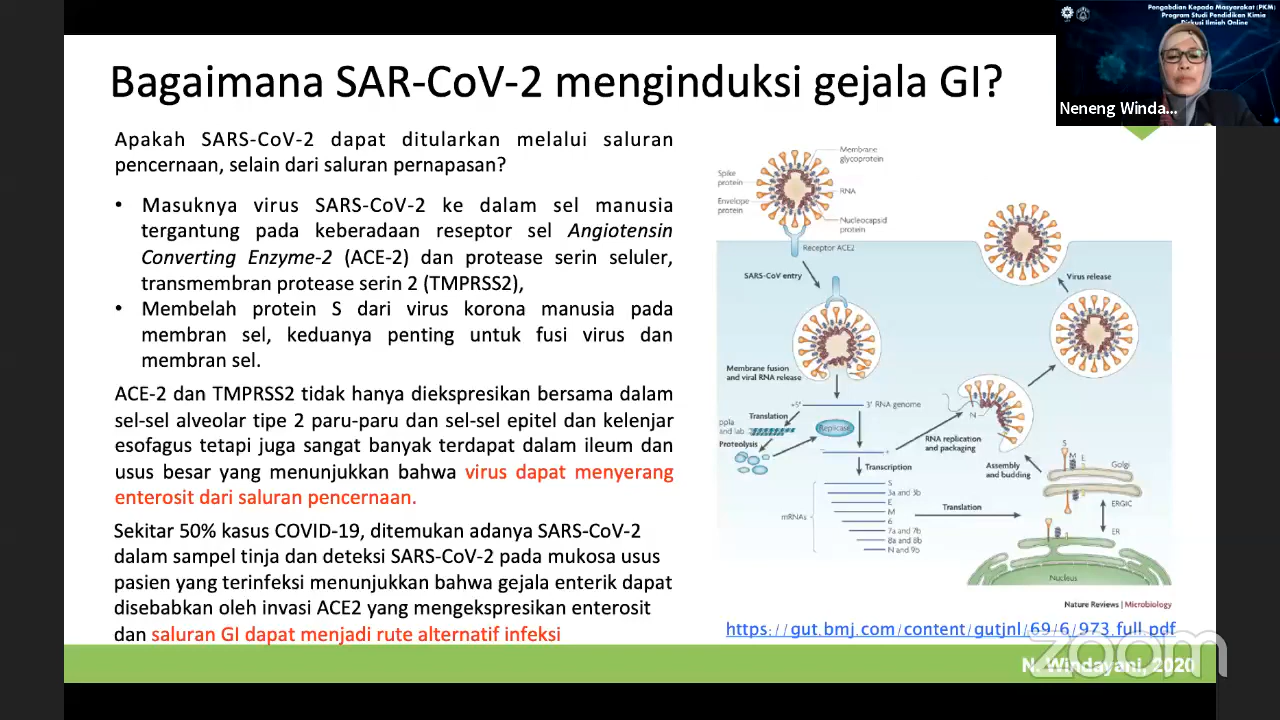 Pengabdian Kepada Masyarakat (PKM)
Program Studi Pendidikan Kimia
Diskusi Ilmiah Online
Neneng Winda...
Bagaimana SAR-CoV-2 menginduksi gejala GI?
Apakah SARS-CoV-2 dapat ditularkan melalui saluran
pencernaan, selain dari saluran pernapasan?
• Masuknya virus SARS-CoV-2 ke dalam sel manusia
tergantung pada keberadaan reseptor sel Angiotensin
Converting Enzyme-2 (ACE-2) dan protease serin seluler,
transmembran protease serin 2 (TMPRSS2),
• Membelah protein S dari virus korona manusia pada
membran sel, keduanya penting untuk fusi virus dan
membran sel.
ACE-2 dan TMPRSS2 tidak hanya diekspresikan bersama dalam
sel-sel alveolar tipe 2 paru-paru dan sel-sel epitel dan kelenjar
esofagus tetapi juga sangat banyak terdapat dalam ileum dan
usus besar yang menunjukkan bahwa virus dapat menyerang
enterosit dari saluran pencernaan.
Sekitar 50% kasus COVID-19, ditemukan adanya SARS-CoV-2
dalam sampel tinja dan deteksi SARS-CoV-2 pada mukosa usus
pasien yang terinfeksi menunjukkan bahwa gejala enterik dapat
disebabkan oleh invasi ACE2 yang mengekspresikan enterosit
dan saluran GI dapat menjadi rute alternatif infeksi
Membrane
glycoprotein
Spike
protein
RNA
Envelope
protein
Nucleocapsid
protein
Receptor ACE2
SARS-CoV entry
Virus release
Membrane fusion
and viral RNA release
+5'
3' RNA genome
Translation
ppla
and lab
Replicase
Proteolysis
N
RNA replication
and packaging
+
Transcription
Assembly
and budding
S
M
E
Golgi
ERGIC
ER
mRNAs
S
3a and 3b
E
M
6
7a and 7b
8a and 8b
N and 9b
Translation
Nucleus
Nature Reviews | Microbiology
https://gut.bmj.com/content/gutjnl/69/6/973.full.pdf
N. Windayani, 2020
zoom